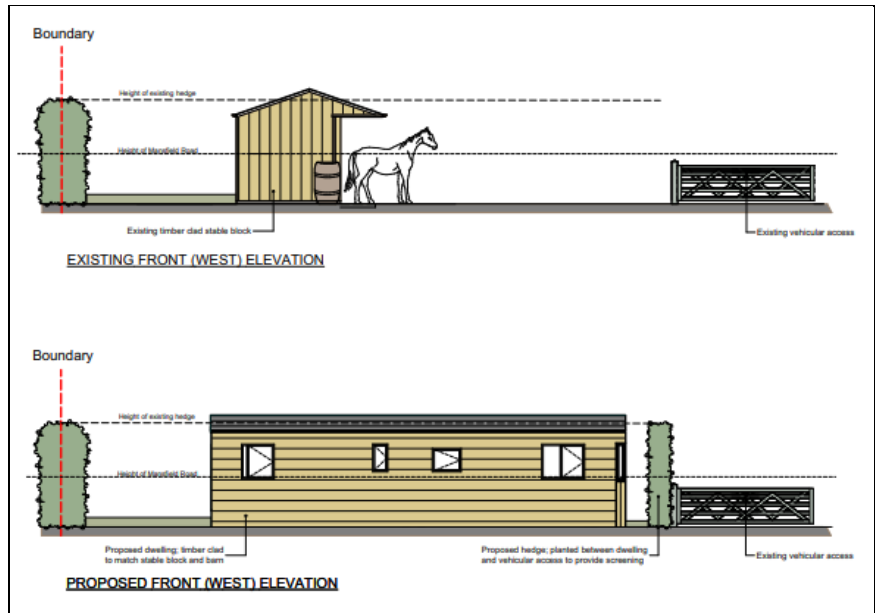 Boundary
Height of existing hedge
Height of Mansfield Road
Existing timber clad stable block
Existing vehicular access
EXISTING FRONT (WEST) ELEVATION
Boundary
Height of existing hedge
Height of Mansfield Road
Proposed dwelling; timber clad
to match stable block and barn
Proposed hedge; planted between dwelling
and vehicular access to provide screening
Existing vehicular access
PROPOSED FRONT (WEST) ELEVATION